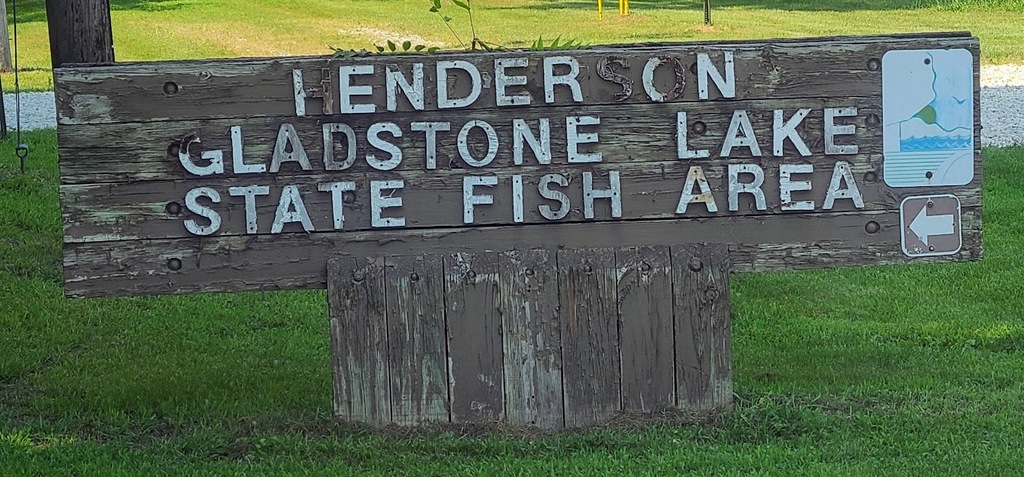 HENDERSON
GLADSTONE LAKE
STATE FISH AREA